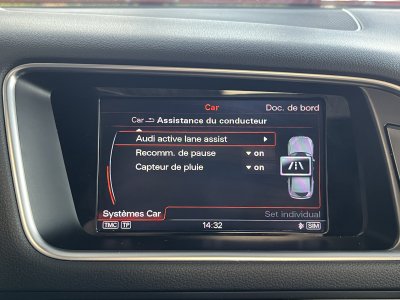 Car Doc. de bord
Car Assistance du conducteur
Audi active lane assist
Recomm. de pause on
Capteur de pluie on
Systèmes Car Set individual
TMC TP 14:32 SIM